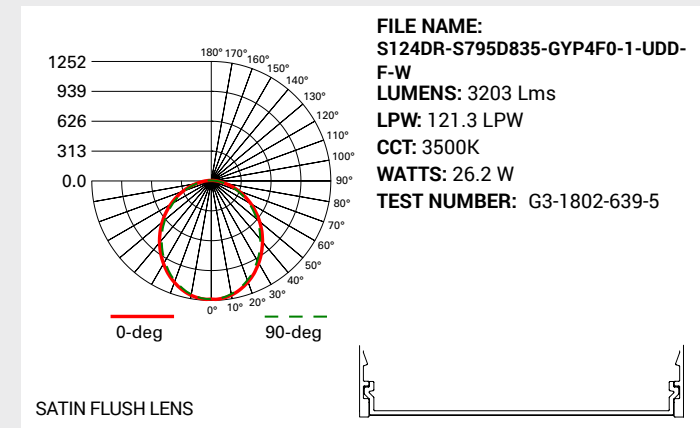 FILE NAME:
S124DR-S795D835-GYP4F0-1-UDD-
F-W
LUMENS: 3203 Lms
LPW: 121.3 LPW
CCT: 3500K
WATTS: 26.2 W
TEST NUMBER: G3-1802-639-5
1252
939
626
313
0.0
180°
170°
160°
150°
140°
130°
120°
110°
100°
90°
80°
70°
60°
50°
40°
30°
20°
10°
0°
0-deg
90-deg
SATIN FLUSH LENS